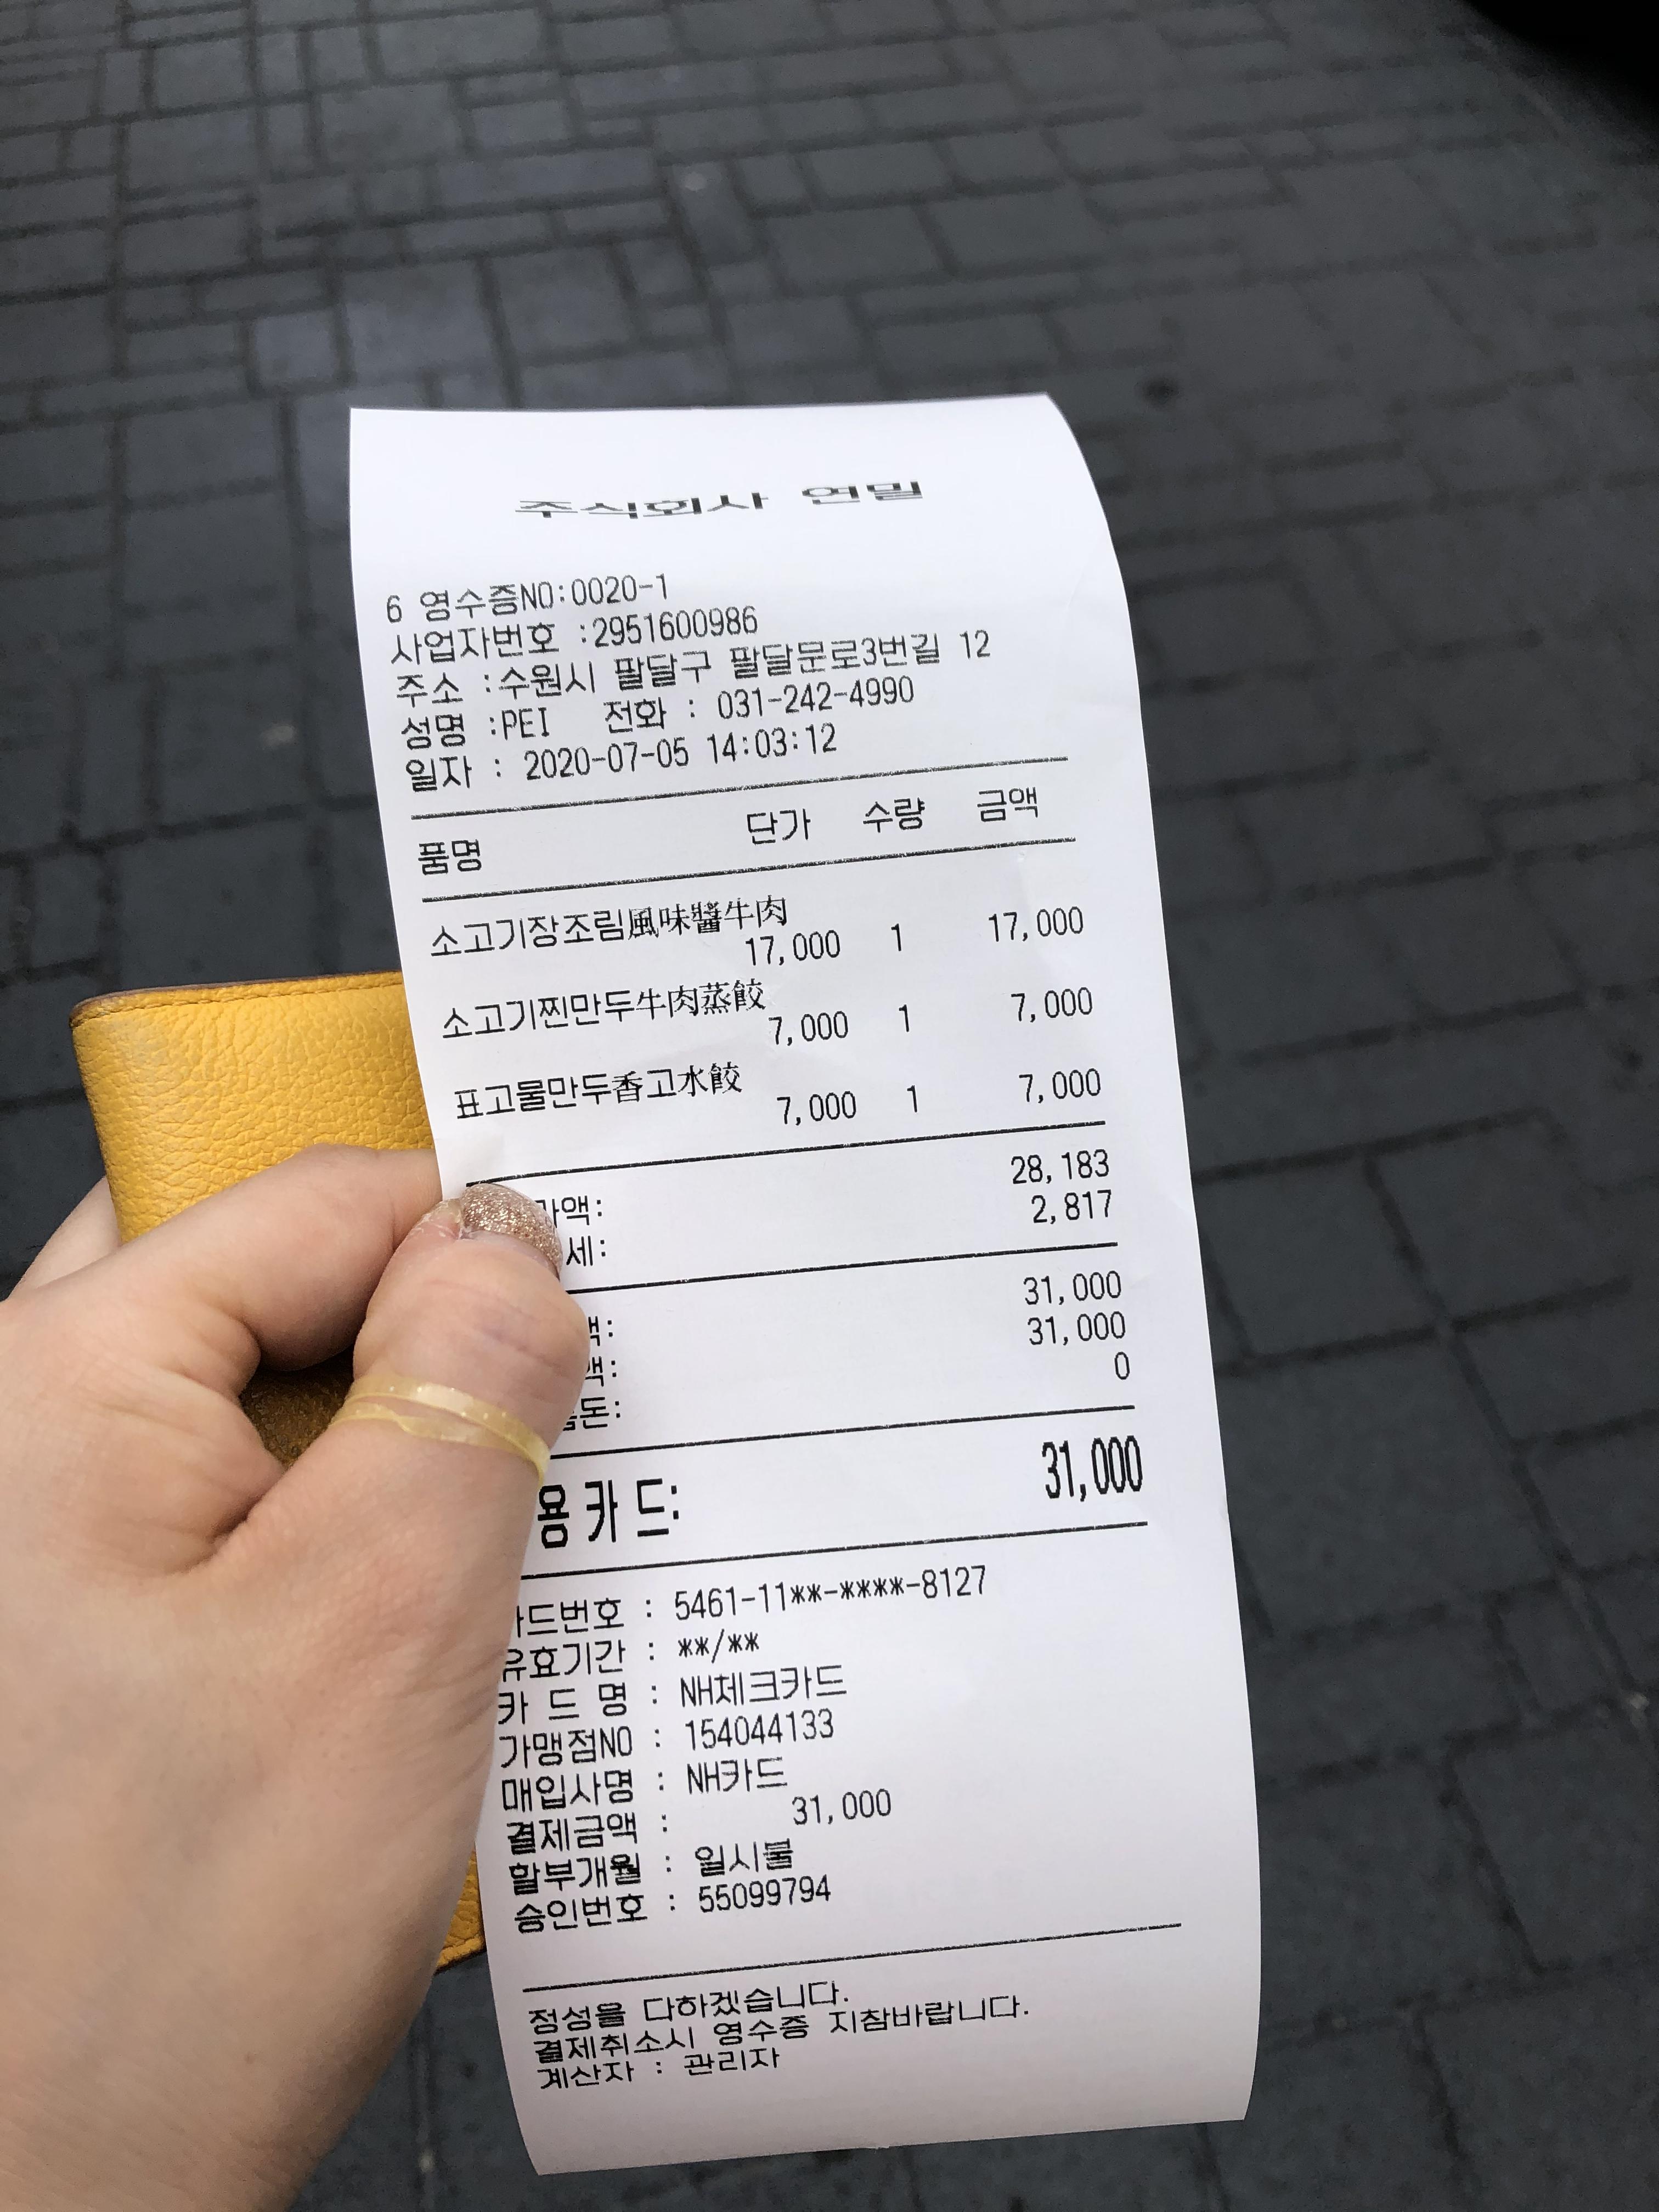 주식회사 연밀
6 영수증NO:0020-1
사업자번호 :2951600986
주소 :수원시 팔달구 팔달문로3번길 12
성명 :PEI 전화 : 031-242-4990
일자 : 2020-07-05 14:03:12
품명 단가 수량 금액
소고기장조림風味醬牛肉
17,000 1 17,000
소고기찐만두牛肉蒸餃
7,000 1 7,000
표고물만두香고水餃
7,000 1 7,000
가액: 28,183
세: 2,817
액: 31,000
액: 31,000
돈: 0
용카드: 31,000
카드번호 : 5461-11**-****-8127
유효기간 : **/**
카 드 명 : NH체크카드
가맹점NO : 154044133
매입사명 : NH카드
결제금액 : 31,000
할부개월 : 일시불
승인번호 : 55099794
정성을 다하겠습니다.
결제취소시 영수증 지참바랍니다.
계산자 : 관리자